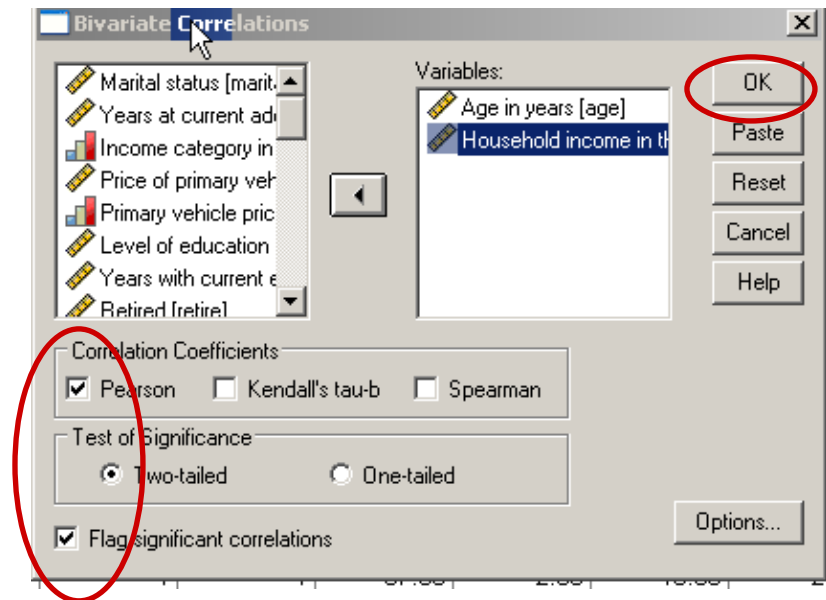 Bivariate Correlations
Marital status [marit
Years at current ad
Income category in
Price of primary veh
Primary vehicle pric
Level of education
Years with current e
Retired [retire]
Variables:
Age in years [age]
Household income in th
OK
Paste
Reset
Cancel
Help
Correlation Coefficients
Pearson Kendall's tau-b Spearman
Test of Significance
Two-tailed One-tailed
Flag significant correlations
Options...